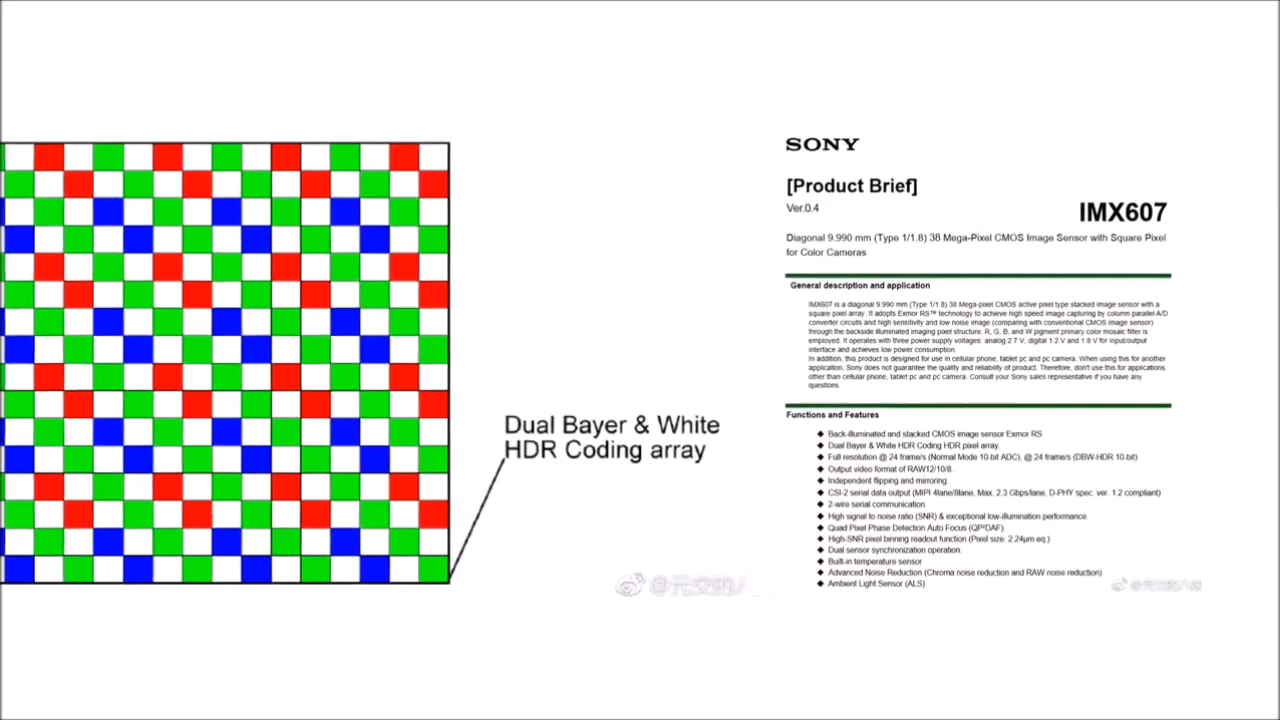 Dual Bayer & White
HDR Coding array
SONY
[Product Brief]
Ver.0.4
IMX607
Diagonal 9.990 mm (Type 1/1.8) 38 Mega-Pixel CMOS Image Sensor with Square Pixel
for Color Cameras
General description and application
IMX607 is a diagonal 9.990 mm (Type 1/1.8) 38 Mega-pixel CMOS active pixel type stacked image sensor with a
square pixel array. It adopts Exmor RS™ technology to achieve high speed image capturing by column parallel A/D
converter circuits and high sensitivity and low noise image (comparing with conventional CMOS image sensor)
through the backside illuminated imaging pixel structure. R, G, B, and W pigment primary color mosaic filter is
employed. It operates with three power supply voltages: analog 2.7 V, digital 1.2 V and 1.8 V for input/output
interface and achieves low power consumption.
In addition, this product is designed for use in cellular phone, tablet pc and pc camera. When using this for another
application, Sony does not guarantee the quality and reliability of product. Therefore, don't use this for applications
other than cellular phone, tablet pc and pc camera. Consult your Sony sales representative if you have any
questions.
Functions and Features
◆ Back-illuminated and stacked CMOS image sensor Exmor RS
◆ Dual Bayer & White HDR Coding HDR pixel array.
◆ Full resolution @ 24 frame/s (Normal Mode 10-bit ADC), @ 24 frame/s (DBW-HDR 10-bit)
◆ Output video format of RAW12/10/8.
◆ Independent flipping and mirroring.
◆ CSI-2 serial data output (MIPI 4lane/8lane, Max. 2.3 Gbps/lane, D-PHY spec. ver. 1.2 compliant)
◆ 2-wire serial communication.
◆ High signal to noise ratio (SNR) & exceptional low-illumination performance.
◆ Quad Pixel Phase Detection Auto Focus (QPDAF)
◆ High-SNR pixel binning readout function (Pixel size: 2.24μm eq.)
◆ Dual sensor synchronization operation.
◆ Built-in temperature sensor
◆ Advanced Noise Reduction (Chroma noise reduction and RAW noise reduction)
◆ Ambient Light Sensor (ALS)